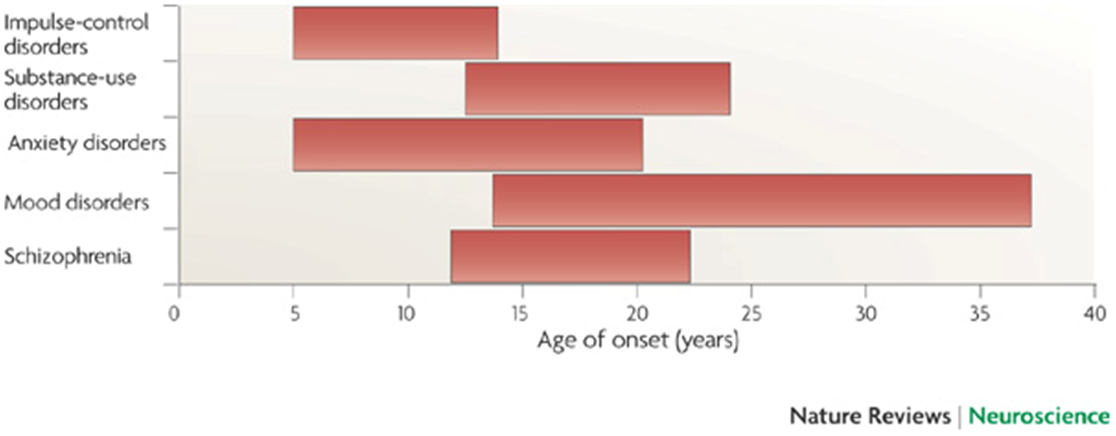 Impulse-control
disorders
Substance-use
disorders
Anxiety disorders
Mood disorders
Schizophrenia
0 5 10 15 20 25 30 35 40
Age of onset (years)
Nature Reviews | Neuroscience